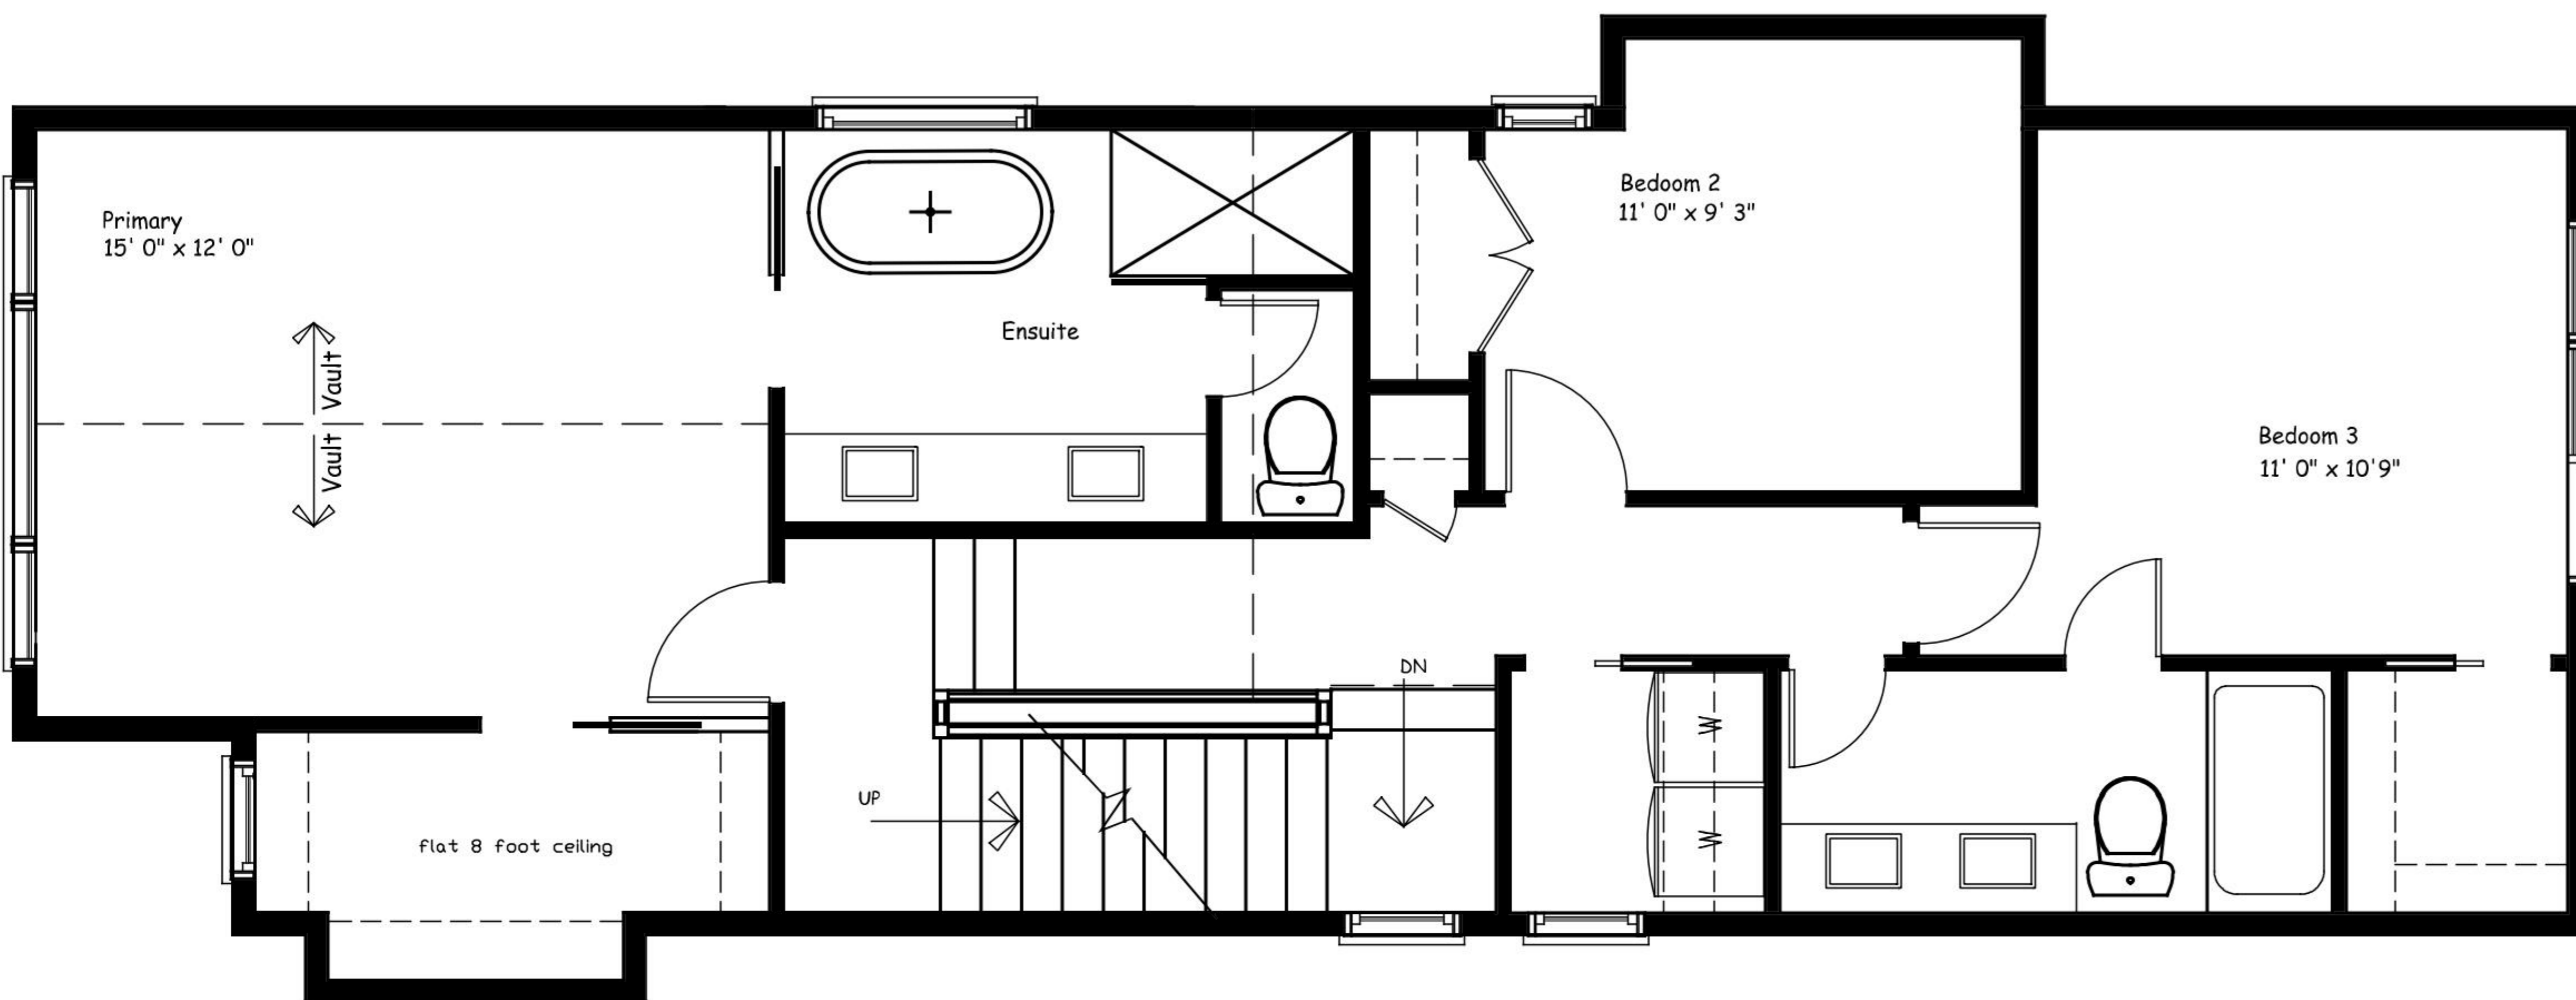 Primary
15' 0" x 12' 0"
Vault
Vault
Ensuite
Bedoom 2
11' 0" x 9' 3"
Bedoom 3
11' 0" x 10'9"
DN
UP
W
W
flat 8 foot ceiling